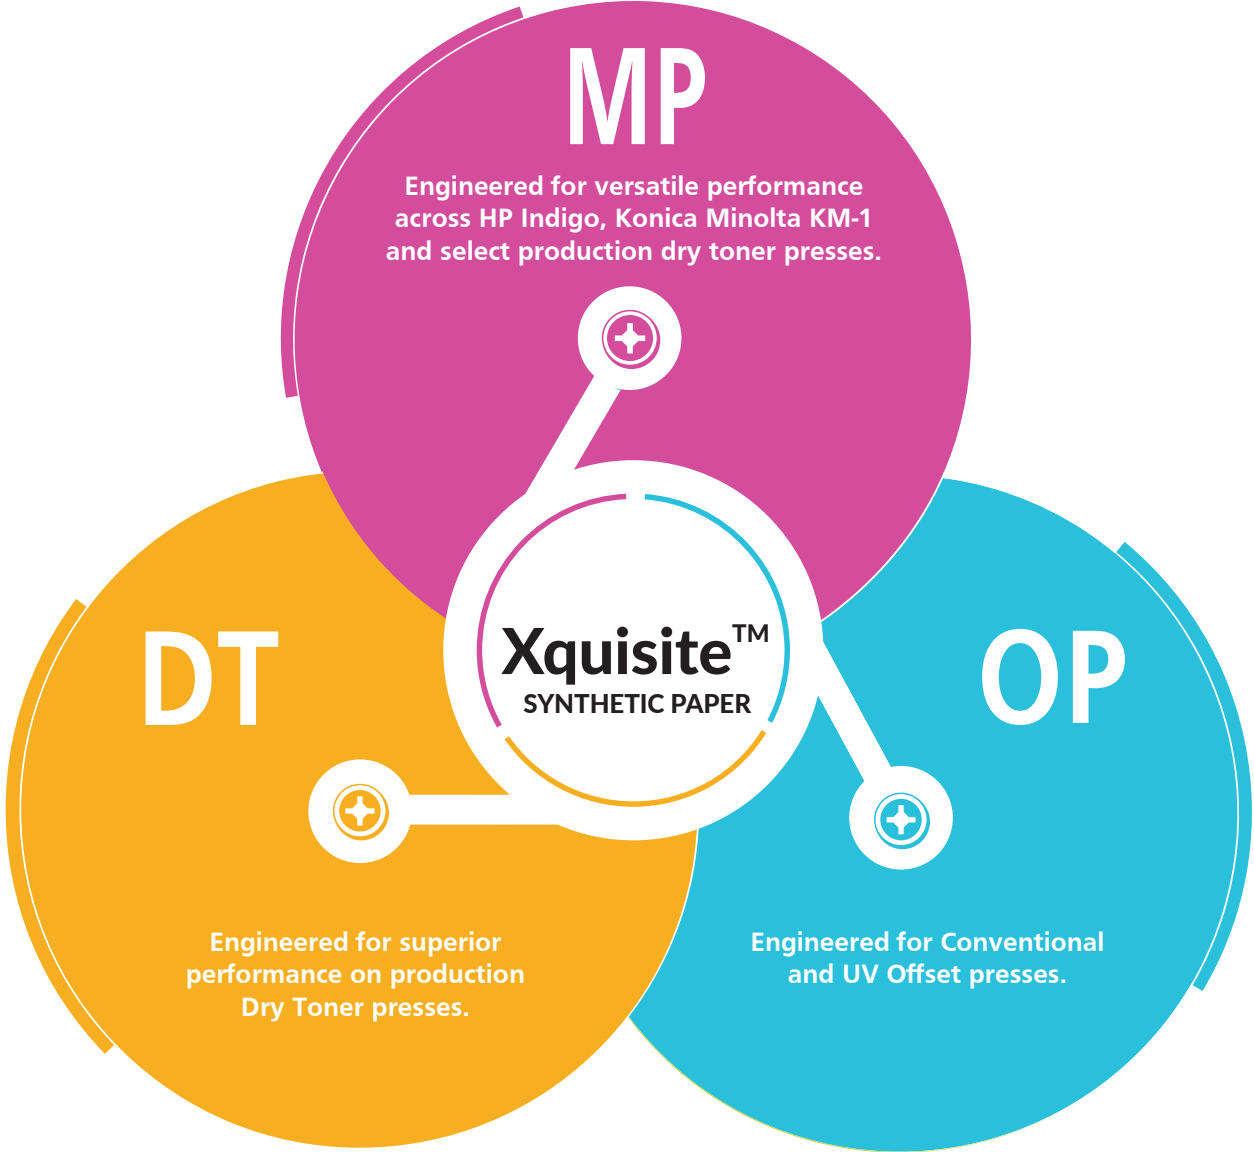 MP
Engineered for versatile performance
across HP Indigo, Konica Minolta KM-1
and select production dry toner presses.
Xquisite™
SYNTHETIC PAPER
DT
Engineered for superior
performance on production
Dry Toner presses.
OP
Engineered for Conventional
and UV Offset presses.